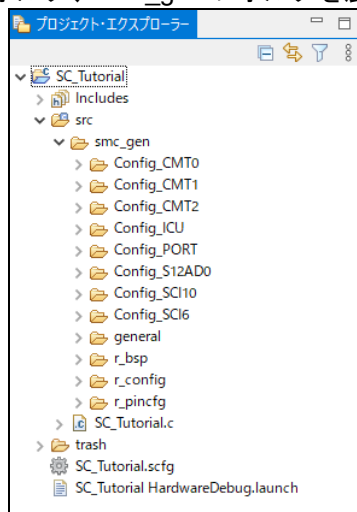 プロジェクト・エクスプローラー
SC_Tutorial
Includes
src
smc_gen
Config_CMT0
Config_CMT1
Config_CMT2
Config_ICU
Config_PORT
Config_S12AD0
Config_SCI10
Config_SCI6
general
r_bsp
r_config
r_pincfg
SC_Tutorial.c
trash
SC_Tutorial.scfg
SC_Tutorial HardwareDebug.launch